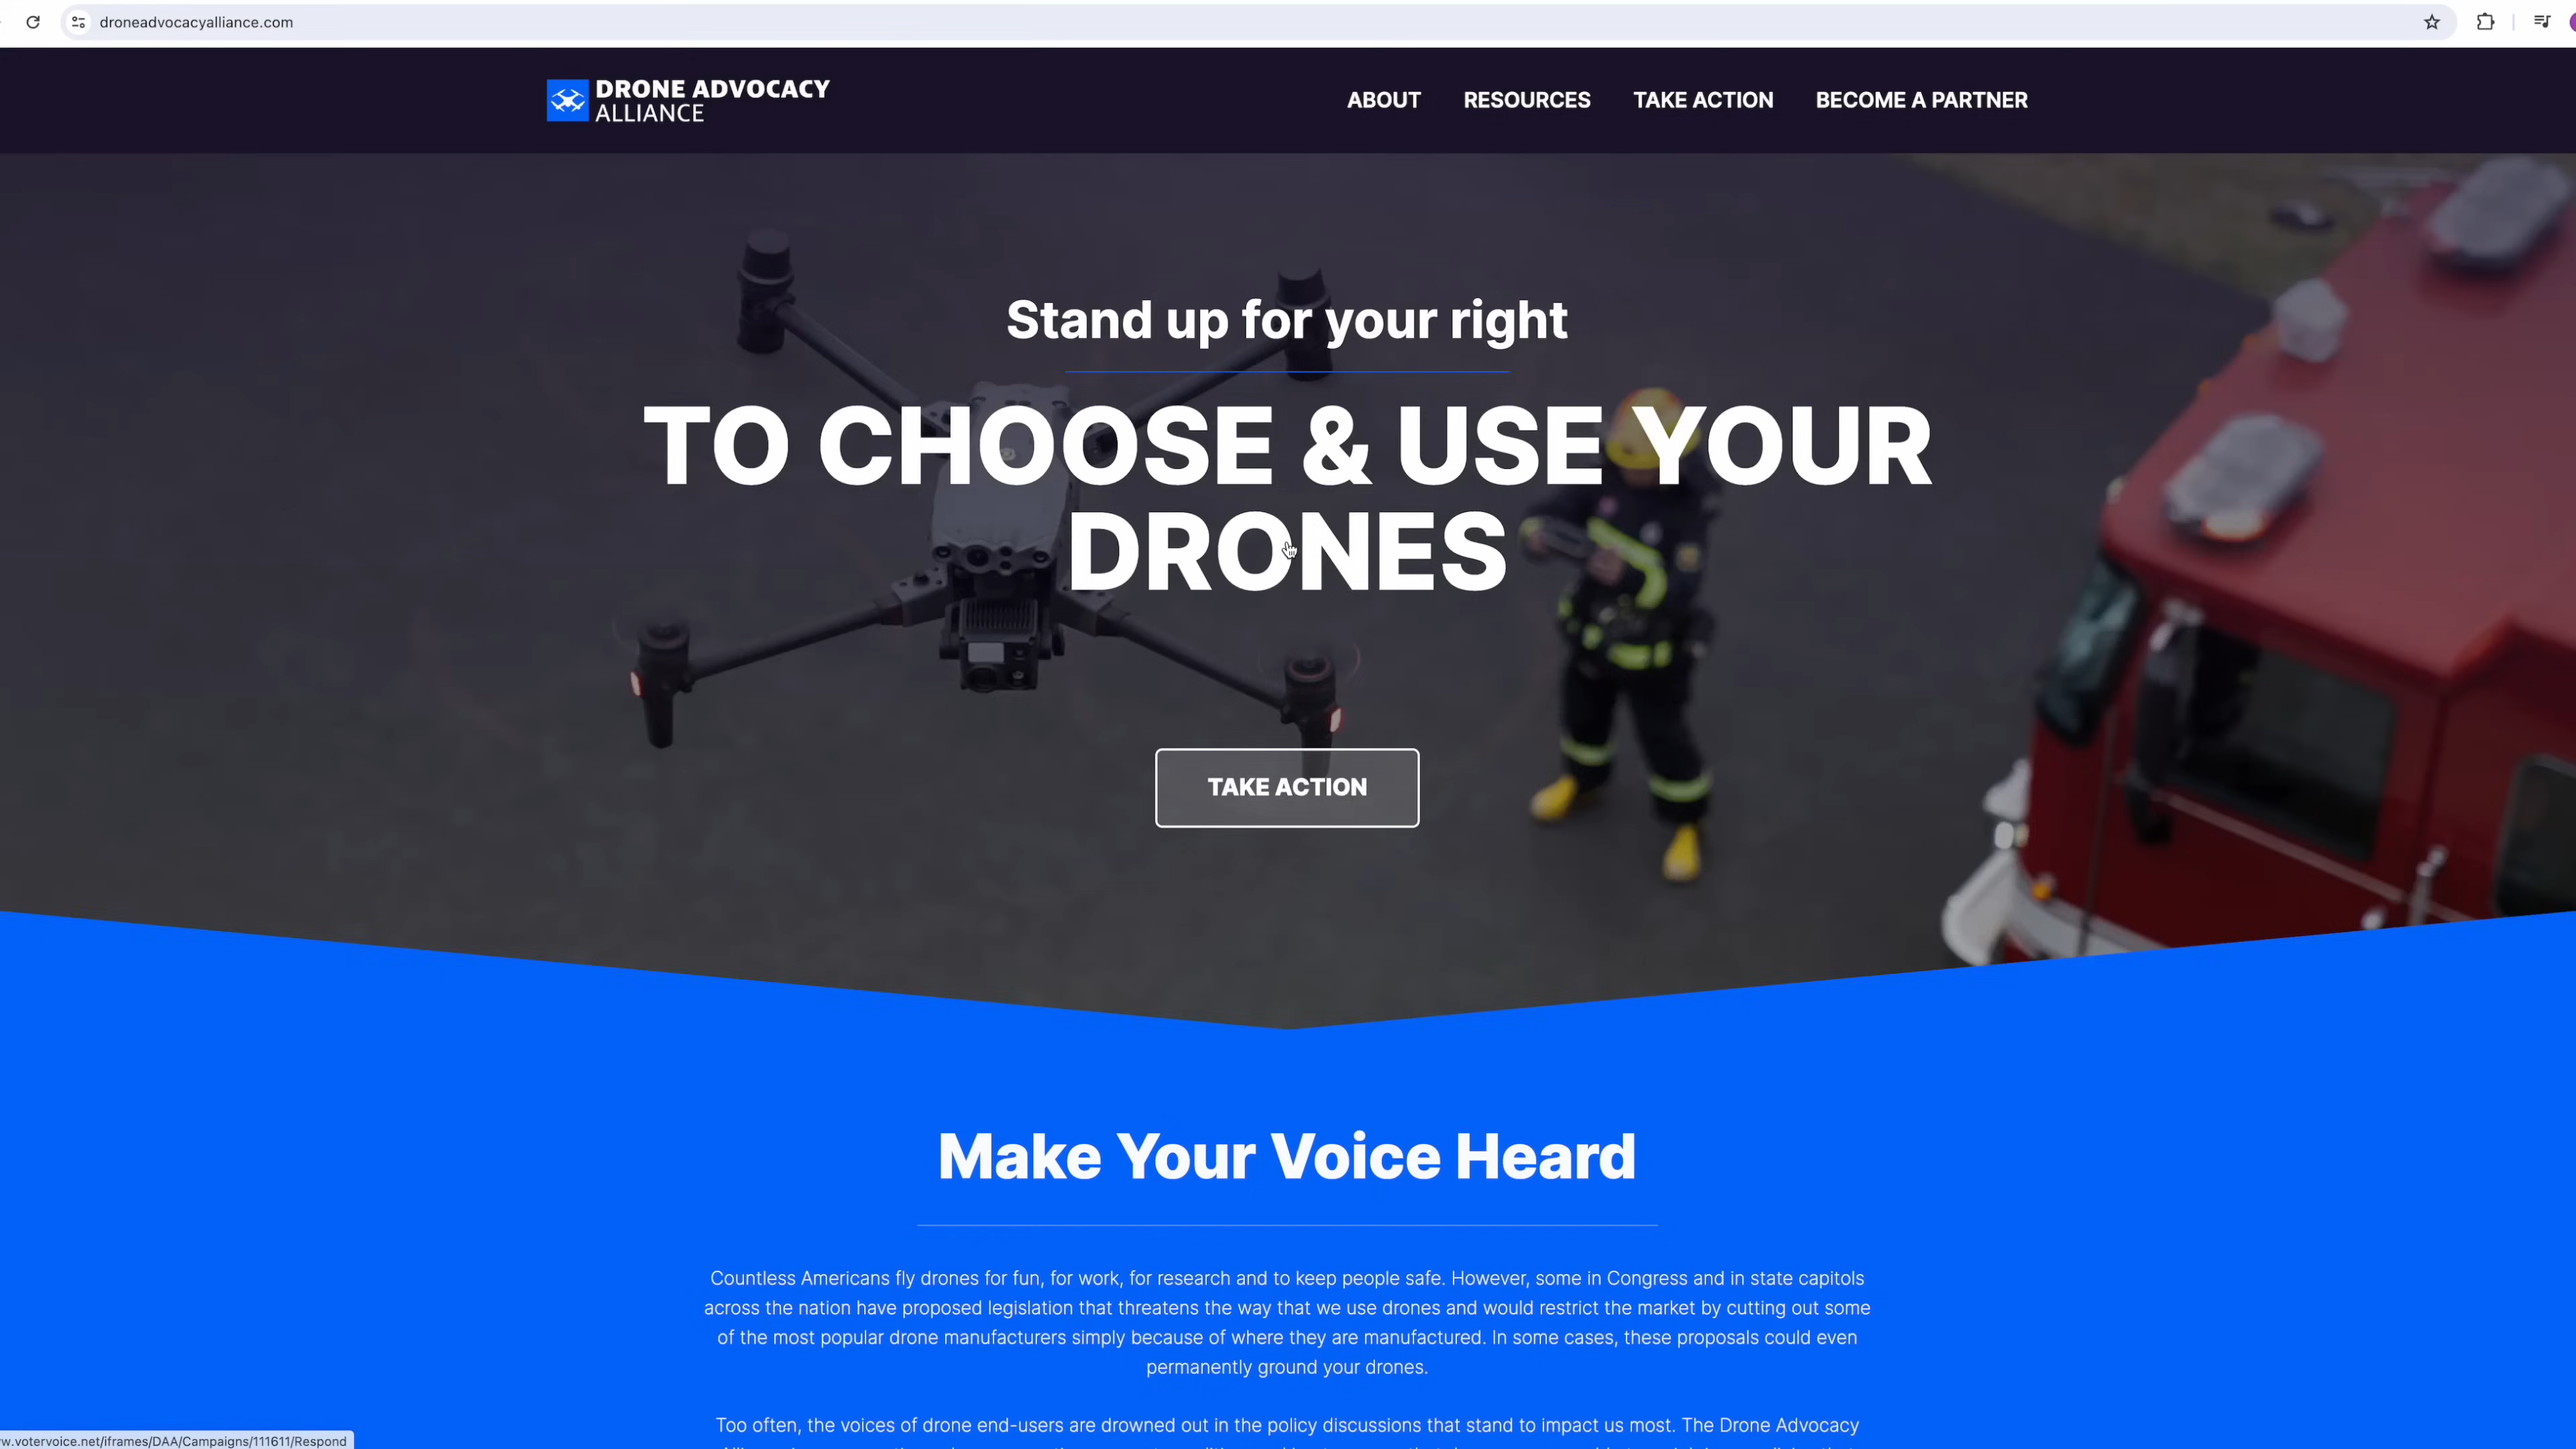 droneadvocacyalliance.com
DRONE ADVOCACY
ALLIANCE
ABOUT RESOURCES TAKE ACTION BECOME A PARTNER
Stand up for your right
TO CHOOSE & USE YOUR
DRONES
TAKE ACTION
Make Your Voice Heard
Countless Americans fly drones for fun, for work, for research and to keep people safe. However, some in Congress and in state capitols
across the nation have proposed legislation that threatens the way that we use drones and would restrict the market by cutting out some
of the most popular drone manufacturers simply because of where they are manufactured. In some cases, these proposals could even
permanently ground your drones.
Too often, the voices of drone end-users are drowned out in the policy discussions that stand to impact us most. The Drone Advocacy
w.votervoice.net/iframes/DAA/Campaigns/111611/Respond